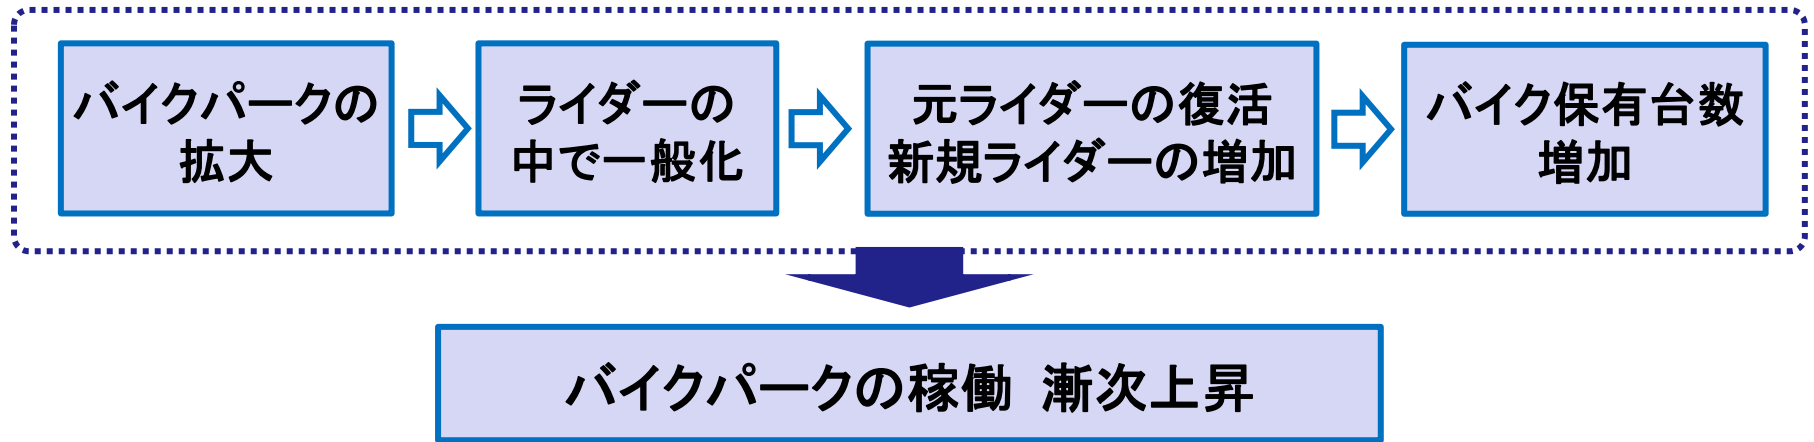 バイクパークの
拡大
ライダーの
中で一般化
元ライダーの復活
新規ライダーの増加
バイク保有台数
増加
バイクパークの稼働 漸次上昇